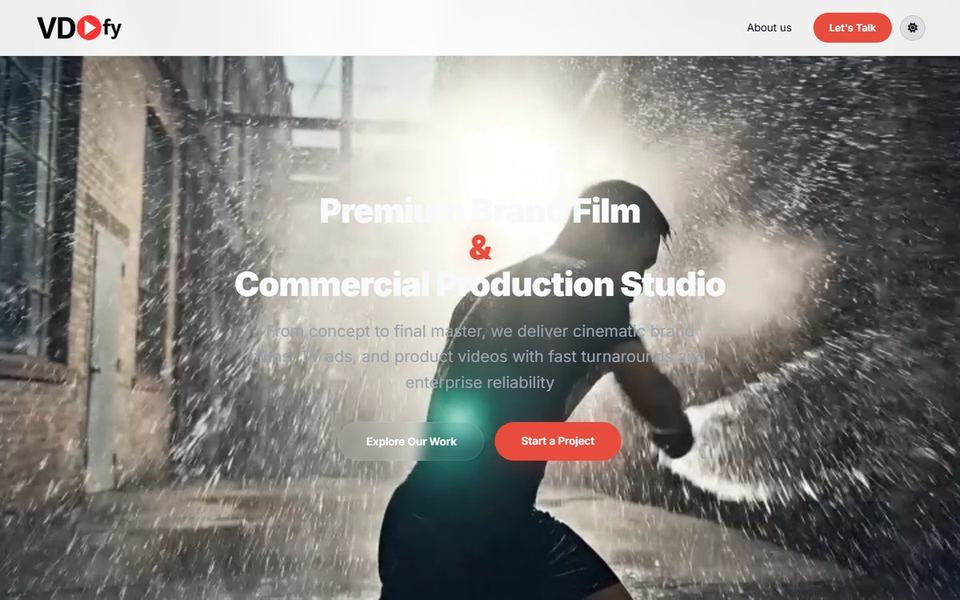 VDOfy
About us
Let's Talk
Premium Brand Film
&
Commercial Production Studio
From concept to final master, we deliver cinematic brand
films, TV ads, and product videos with fast turnarounds and
enterprise reliability
Explore Our Work
Start a Project